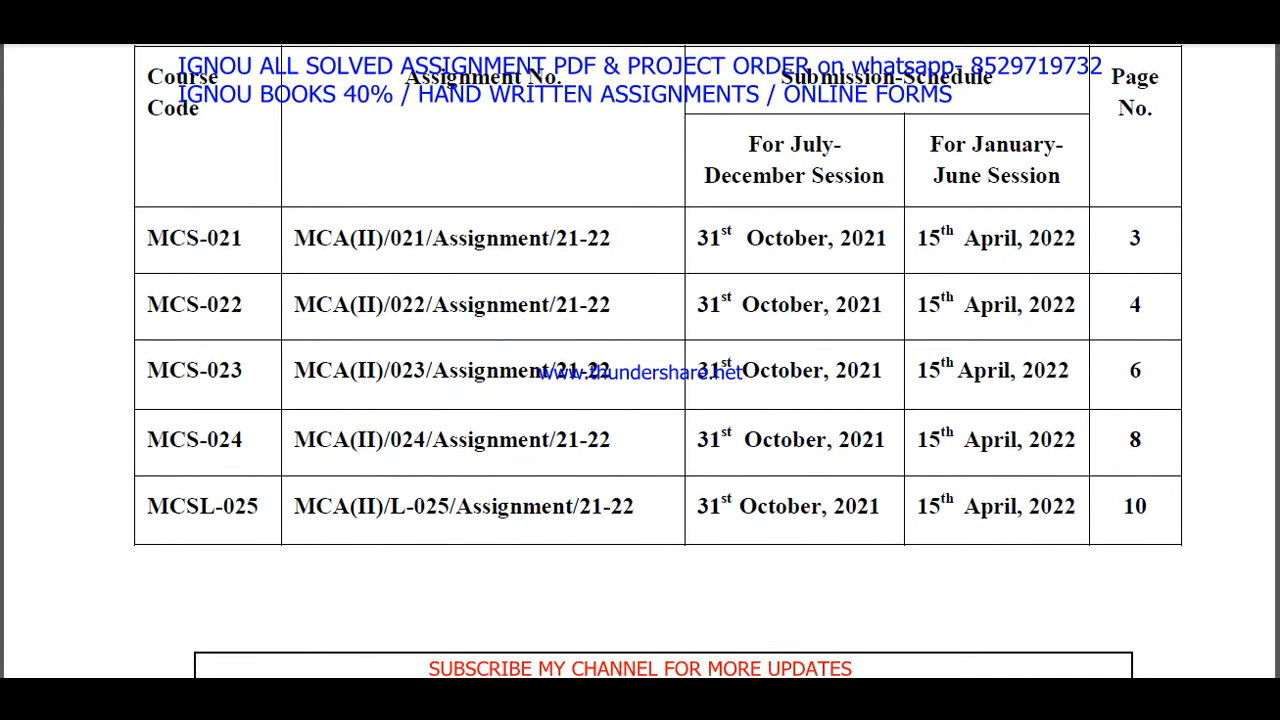 IGNOU ALL SOLVED ASSIGNMENT PDF & PROJECT ORDER on whatsapp- 8529719732
IGNOU BOOKS 40% / HAND WRITTEN ASSIGNMENTS / ONLINE FORMS
Course Code Assignment No. Submission-Schedule Page No.
For July-December Session For January-June Session
MCS-021 MCA(II)/021/Assignment/21-22 31st October, 2021 15th April, 2022 3
MCS-022 MCA(II)/022/Assignment/21-22 31st October, 2021 15th April, 2022 4
MCS-023 MCA(II)/023/Assignment/21-22 31st October, 2021 15th April, 2022 6
www.thundershare.net
MCS-024 MCA(II)/024/Assignment/21-22 31st October, 2021 15th April, 2022 8
MCSL-025 MCA(II)/L-025/Assignment/21-22 31st October, 2021 15th April, 2022 10
SUBSCRIBE MY CHANNEL FOR MORE UPDATES